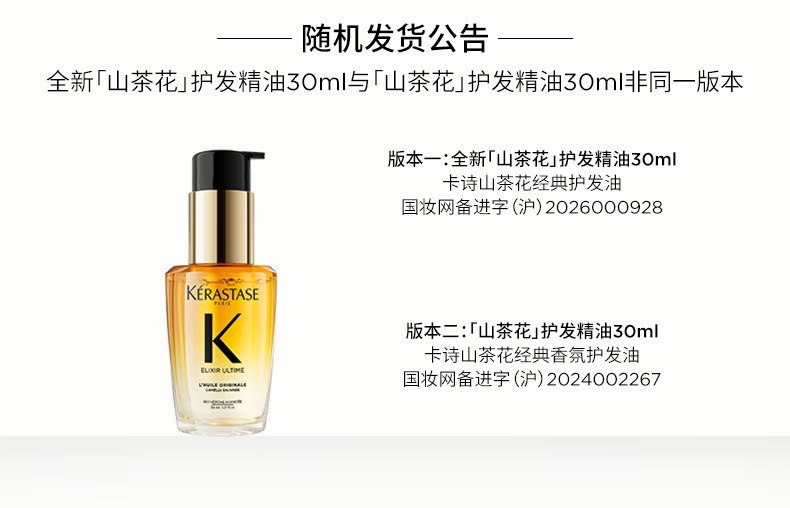 随机发货公告
全新「山茶花」护发精油30ml与「山茶花」护发精油30ml非同一版本
版本一：全新「山茶花」护发精油30ml
卡诗山茶花经典护发油
国妆网备进字（沪）2026000928
KÉRASTASE
PARIS
K
ELIXIR ULTIME
L'HUILE ORIGINALE
CAMÉLIA SAUVAGE
版本二：「山茶花」护发精油30ml
卡诗山茶花经典香氛护发油
国妆网备进字（沪）2024002267